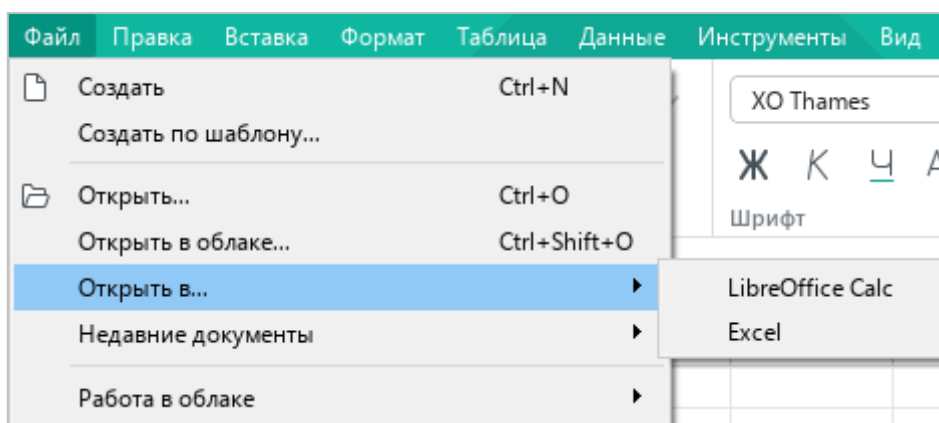 Файл Правка Вставка Формат Таблица Данные Инструменты Вид
Создать Ctrl+N
Создать по шаблону...
Открыть... Ctrl+O
Открыть в облаке... Ctrl+Shift+O
Открыть в...
Недавние документы
Работа в облаке
XO Thames
Ж К Ч
Шрифт
LibreOffice Calc
Excel